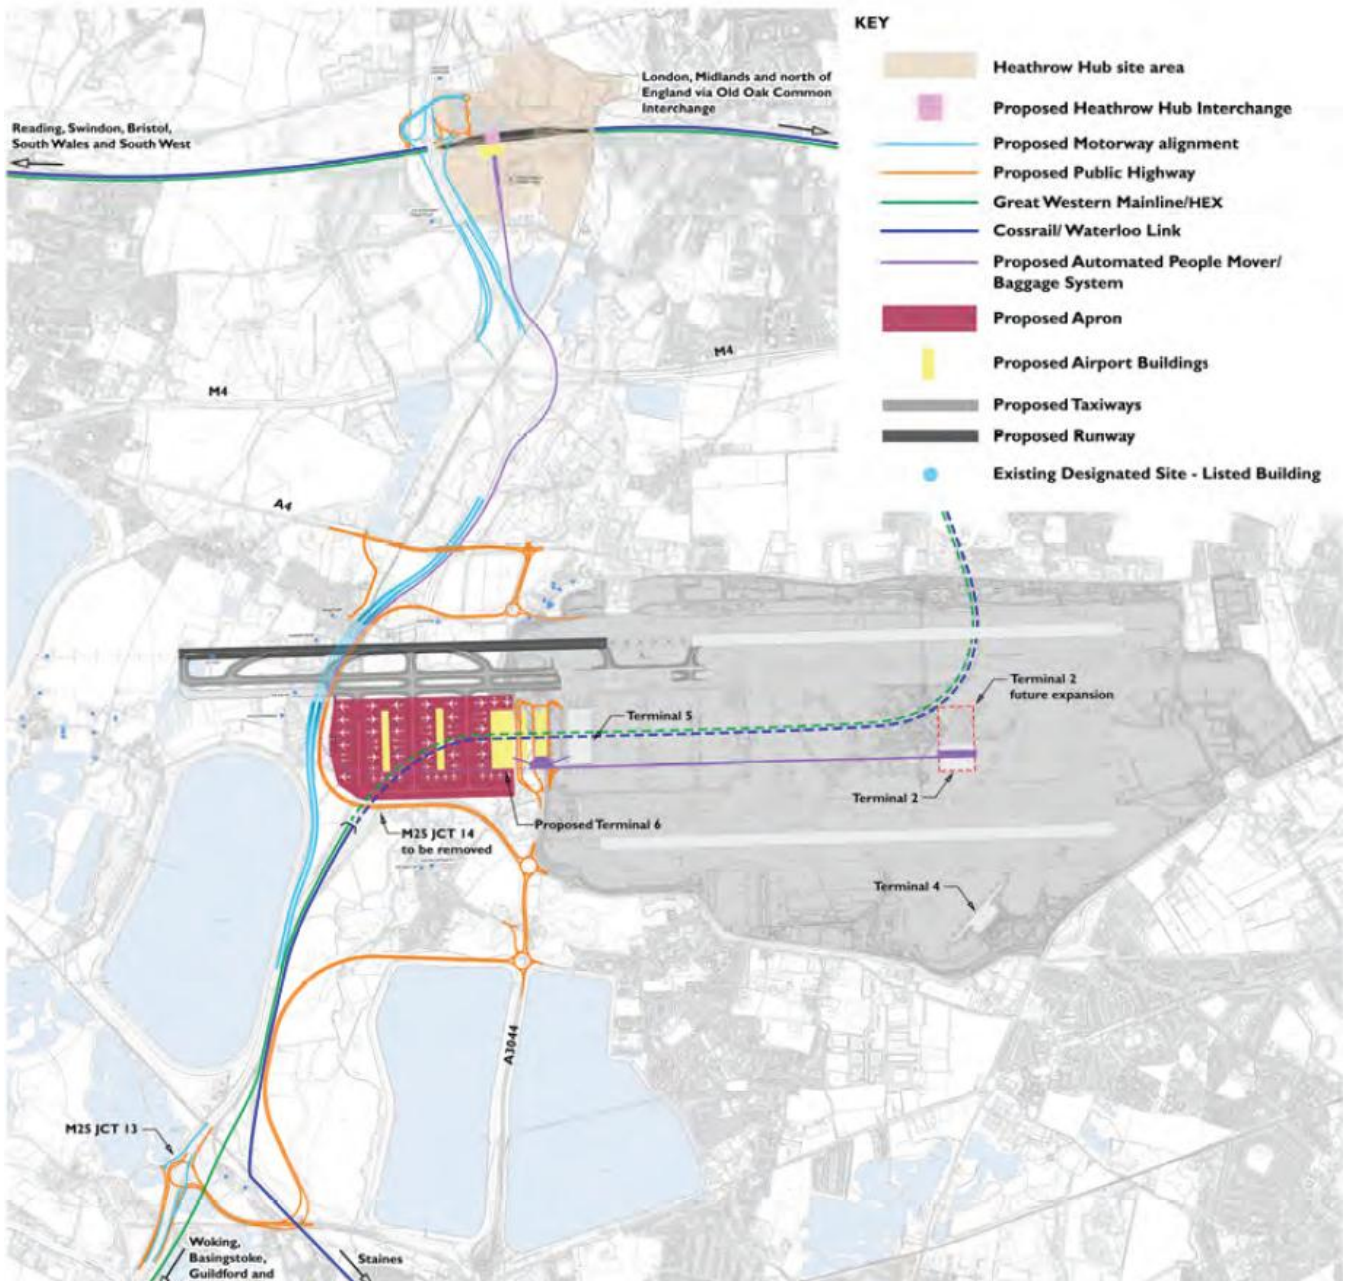 KEY
Heathrow Hub site area
Proposed Heathrow Hub Interchange
Proposed Motorway alignment
Proposed Public Highway
Great Western Mainline/HEX
Cossrail/ Waterloo Link
Proposed Automated People Mover/
Baggage System
Proposed Apron
Proposed Airport Buildings
Proposed Taxiways
Proposed Runway
Existing Designated Site - Listed Building
London, Midlands and north of
England via Old Oak Common
Interchange
Reading, Swindon, Bristol,
South Wales and South West
M4
M4
A4
Terminal 2
future expansion
Terminal 5
Terminal 2
Proposed Terminal 6
M25 JCT 14
to be removed
Terminal 4
A3044
M25 JCT 13
Woking,
Basingstoke,
Guildford and
Staines